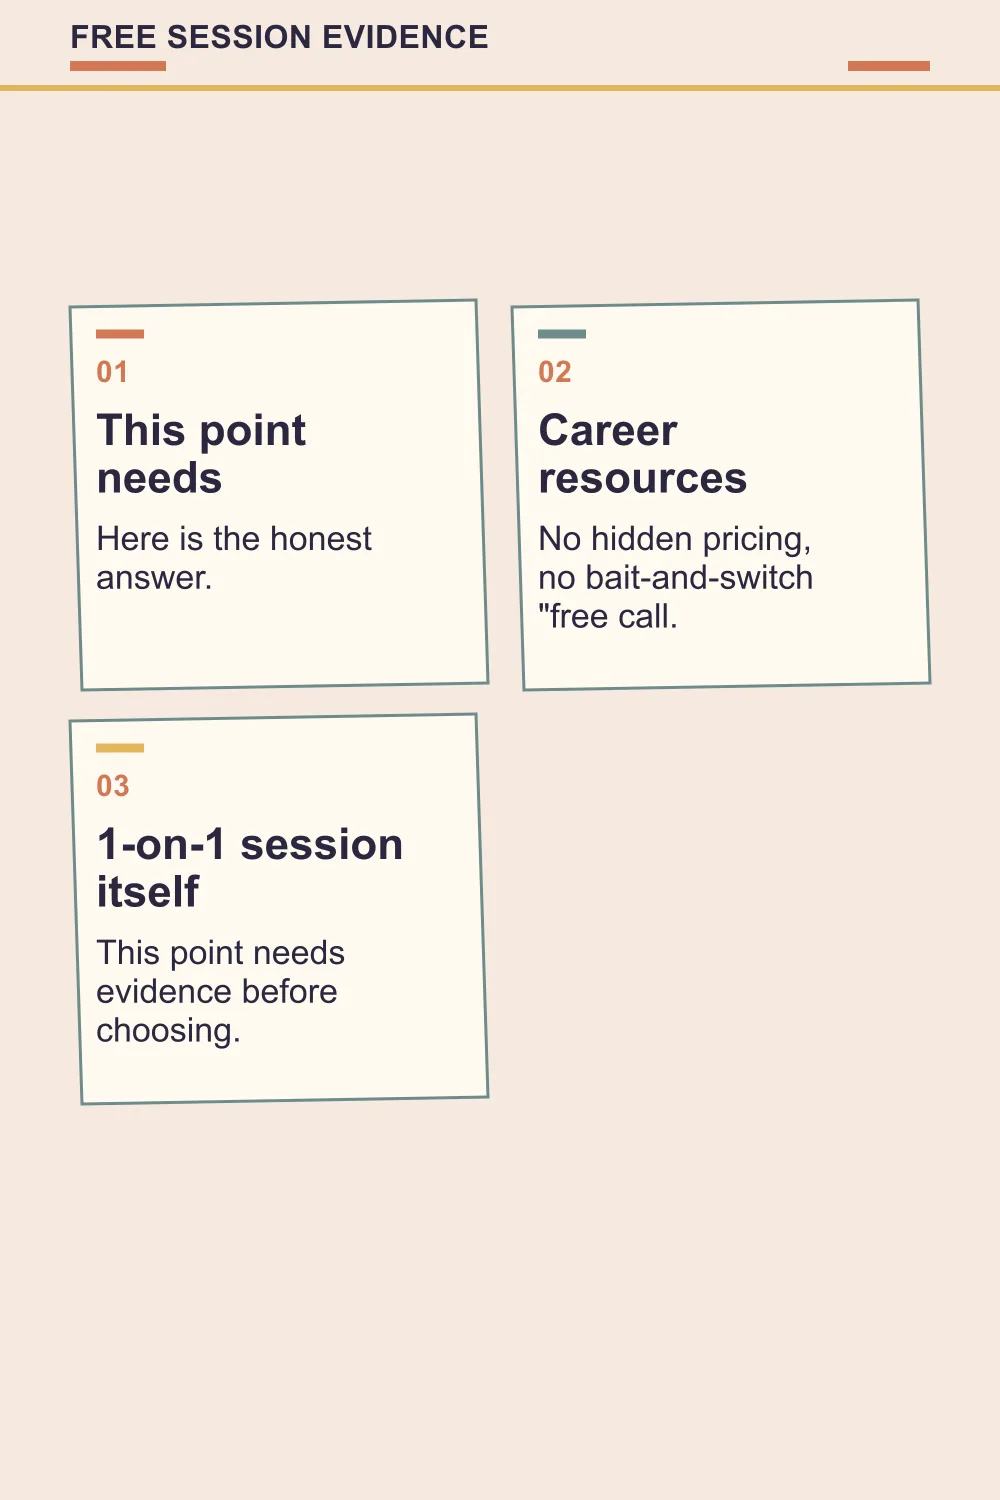 FREE SESSION EVIDENCE
01
This point
needs
Here is the honest
answer.
02
Career
resources
No hidden pricing,
no bait-and-switch
"free call.
03
1-on-1 session
itself
This point needs
evidence before
choosing.